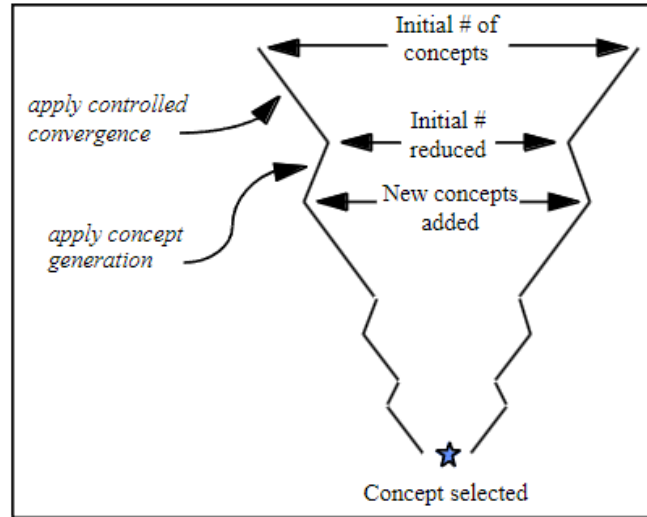 Initial # of
concepts
apply controlled
convergence
Initial #
reduced
New concepts
added
apply concept
generation
Concept selected